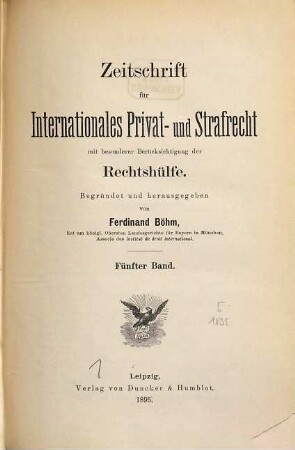 Zeitschrift
für
Internationales Privat- und Strafrecht
mit besonderer Berücksichtigung der
Rechtshülfe.
Begründet und herausgegeben
von
Ferdinand Böhm,
Rat am königl. Obersten Landesgerichte für Bayern in München,
Associé des Institut de droit international.
Fünfter Band.
5
1895
Leipzig,
Verlag von Duncker & Humblot.
1895.